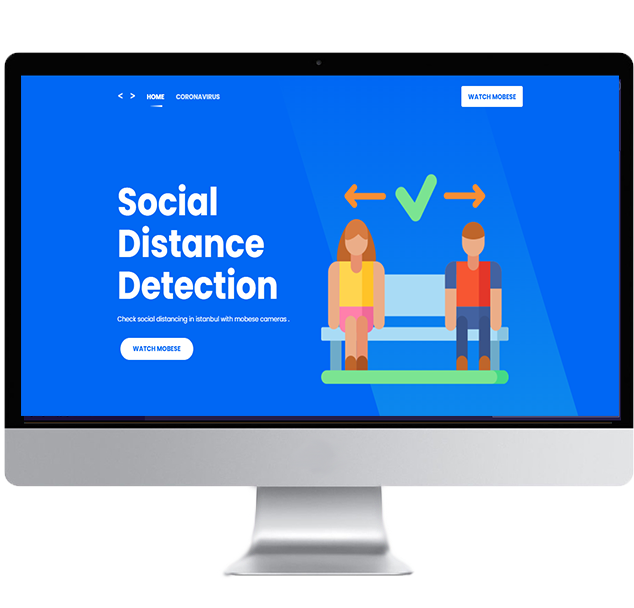 < > HOME CORONAVIRUS WATCH MOBESE
Social
Distance
Detection
Check social distancing in istanbul with mobese cameras .
WATCH MOBESE